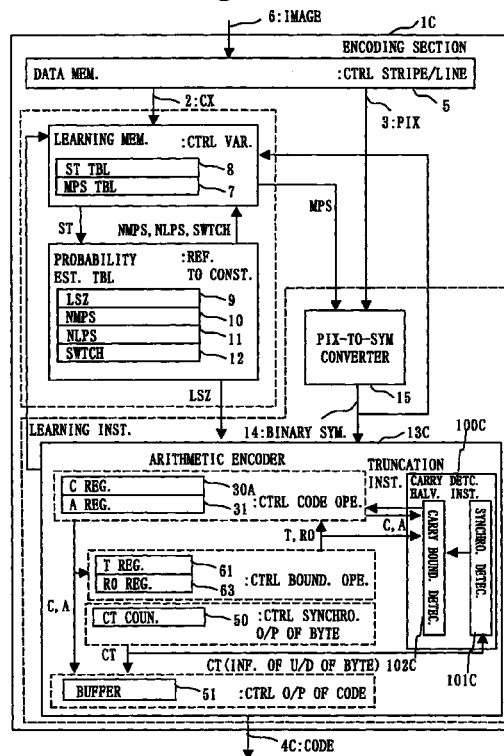 6:IMAGE
1C
ENCODING SECTION
DATA MEM. :CTRL STRIPE/LINE
5
2:CX
3:PIX
LEARNING MEM. :CTRL VAR.
ST TBL
8
MPS TBL
7
MPS
ST
NMPS, NLPS, SWTCH
PROBABILITY EST. TBL
:REF. TO CONST.
LSZ
9
NMPS
10
NLPS
11
SWTCH
12
PIX-TO-SYM CONVERTER
15
LSZ
LEARNING INST.
14:BINARY SYM.
13C
100C
ARITHMETIC ENCODER
TRUNCATION INST.
CARRY DETC.
HALV. INST.
C REG.
30A
A REG.
31
:CTRL CODE OPE.
CARRY BOUND. DETEC.
SYNCHRO. DETEC.
C, A
T, R0
T REG.
61
R0 REG.
63
:CTRL BOUND. OPE.
C, A
CT COUN.
50
:CTRL SYNCHRO. O/P OF BYTE
CT
CT(INF. OF U/D OF BYTE)
102C
101C
BUFFER
51
:CTRL O/P OF CODE
4C:CODE